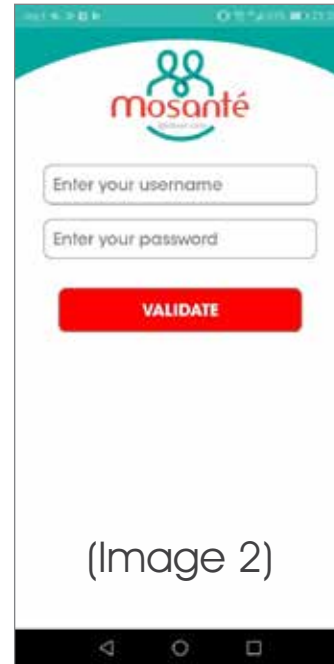 mosanté
Enter your username
Enter your password
VALIDATE
(Image 2)